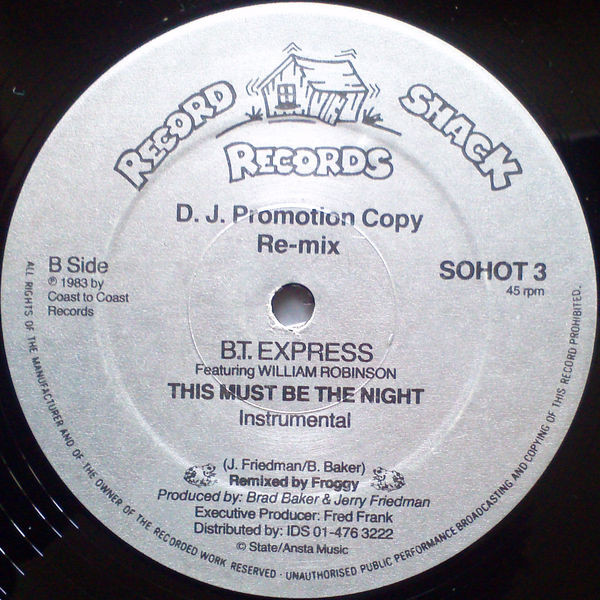 RECORD SHACK
RECORDS
D. J. Promotion Copy
Re-mix
B Side
℗ 1983 by
Coast to Coast
Records
SOHOT 3
45 rpm
B.T. EXPRESS
Featuring WILLIAM ROBINSON
THIS MUST BE THE NIGHT
Instrumental
(J. Friedman/B. Baker)
Remixed by Froggy
Produced by: Brad Baker & Jerry Friedman
Executive Producer: Fred Frank
Distributed by: IDS 01-476 3222
© State/Ansta Music
ALL RIGHTS OF THE MANUFACTURER AND OF THE OWNER OF THE RECORDED WORK RESERVED · UNAUTHORISED PUBLIC PERFORMANCE BROADCASTING AND COPYING OF THIS RECORD PROHIBITED.